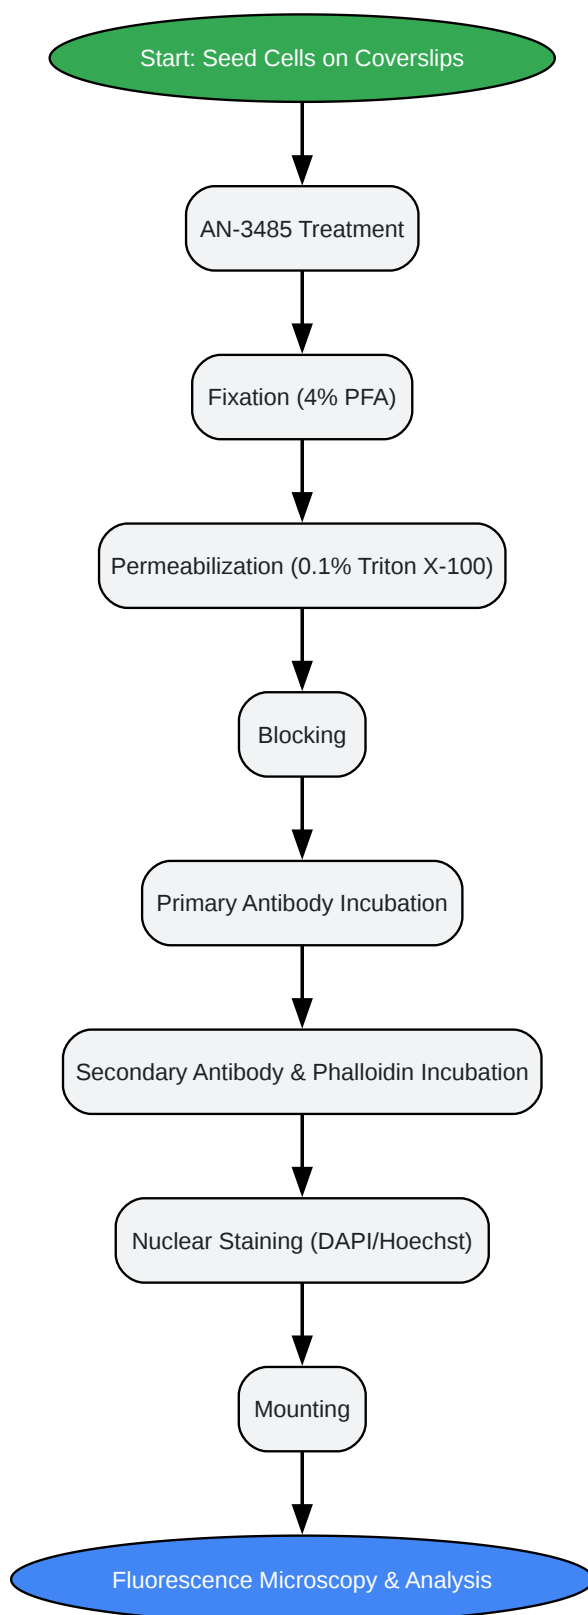 Start: Seed Cells on Coverslips
AN-3485 Treatment
Fixation (4% PFA)
Permeabilization (0.1% Triton X-100)
Blocking
Primary Antibody Incubation
Secondary Antibody & Phalloidin Incubation
Nuclear Staining (DAPI/Hoechst)
Mounting
Fluorescence Microscopy & Analysis